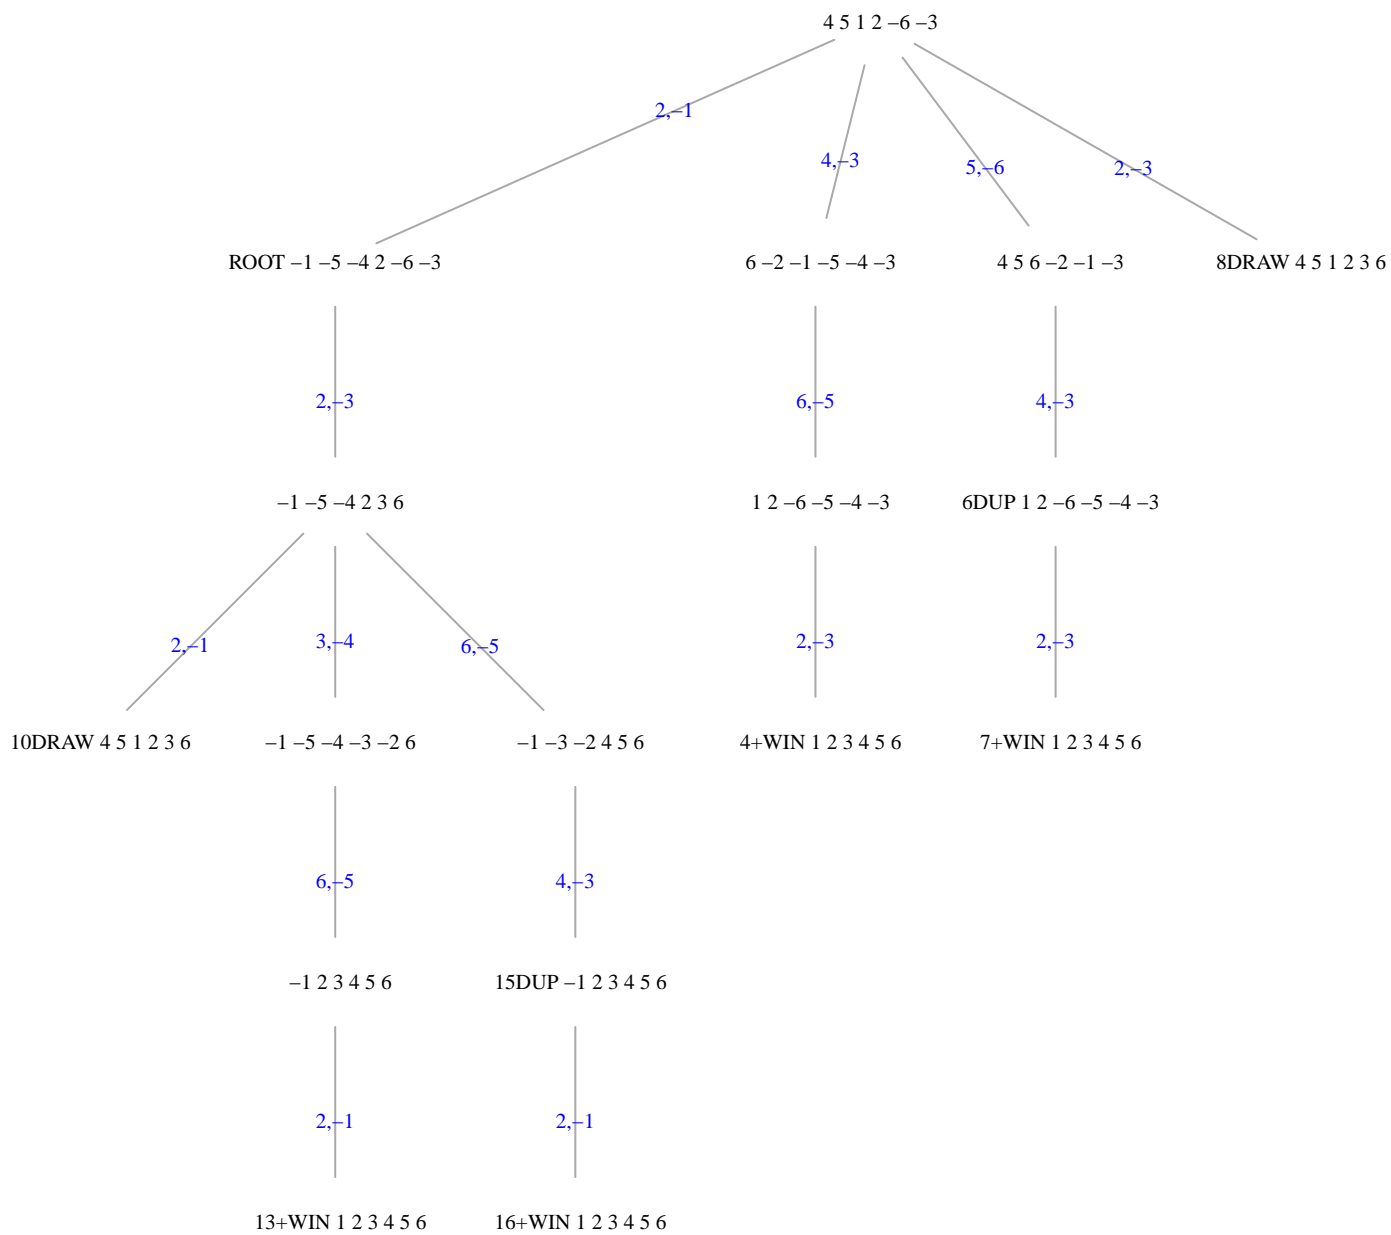 4 5 1 2 –6 –3
2,–1
4,–3
5,–6
2,–3
ROOT –1 –5 –4 2 –6 –3
6 –2 –1 –5 –4 –3
4 5 6 –2 –1 –3
8DRAW 4 5 1 2 3 6
2,–3
6,–5
4,–3
–1 –5 –4 2 3 6
1 2 –6 –5 –4 –3
6DUP 1 2 –6 –5 –4 –3
2,–1
3,–4
6,–5
2,–3
2,–3
10DRAW 4 5 1 2 3 6
–1 –5 –4 –3 –2 6
–1 –3 –2 4 5 6
4+WIN 1 2 3 4 5 6
7+WIN 1 2 3 4 5 6
6,–5
4,–3
–1 2 3 4 5 6
15DUP –1 2 3 4 5 6
2,–1
2,–1
13+WIN 1 2 3 4 5 6
16+WIN 1 2 3 4 5 6